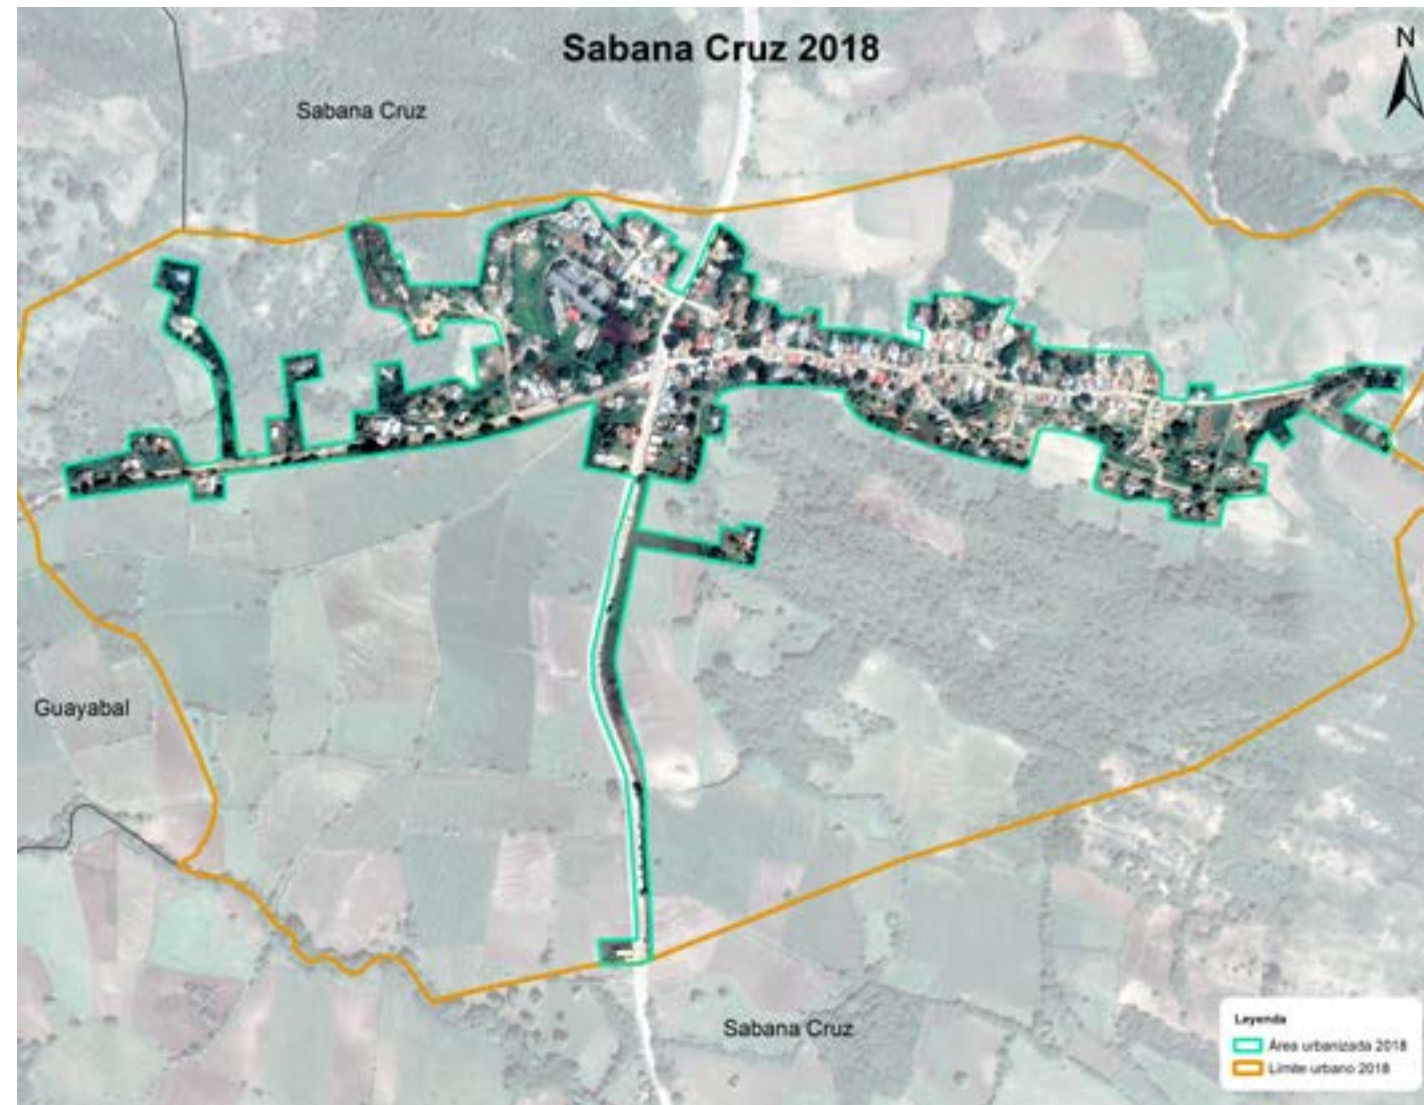 Sabana Cruz 2018
N
Sabana Cruz
Guayabal
Sabana Cruz
Leyenda
Área urbanizada 2018
Límite urbano 2018